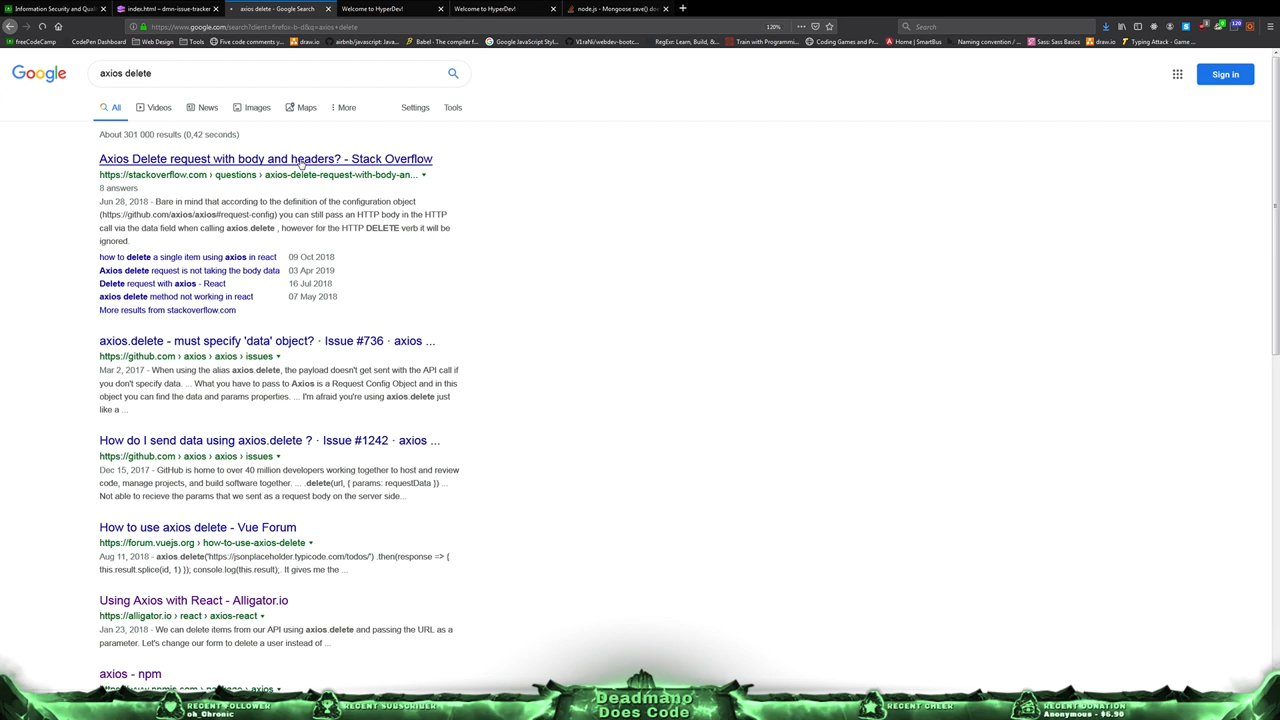 Information Security and Qua
index.html – dmn-issue-tracker
axios delete - Google Search
Welcome to HyperDev!
Welcome to HyperDev!
node.js - Mongoose save() doe
https://www.google.com/search?client=firefox-b-d&q=axios+delete
120%
Search
freeCodeCamp
CodePen Dashboard
Web Design
Tools
Five code comments y...
draw.io
airbnb/javascript: Javas...
Babel - The compiler f...
Google JavaScript Styl...
V1raNi/webdev-bootc...
RegExr: Learn, Build, &...
Train with Programmi...
Coding Games and Pr...
Home | SmartBus
Naming convention / ...
Sass: Sass Basics
draw.io
Typing Attack - Game ...
Google
axios delete
Sign in
All
Videos
News
Images
Maps
More
Settings
Tools
About 301 000 results (0,42 seconds)
Axios Delete request with body and headers? - Stack Overflow
https://stackoverflow.com › questions › axios-delete-request-with-body-an...
8 answers
Jun 28, 2018 - Bare in mind that according to the definition of the configuration object
(https://github.com/axios/axios#request-config) you can still pass an HTTP body in the HTTP
call via the data field when calling axios.delete , however for the HTTP DELETE verb it will be
ignored.
how to delete a single item using axios in react 09 Oct 2018
Axios delete request is not taking the body data 03 Apr 2019
Delete request with axios - React 16 Jul 2018
axios delete method not working in react 07 May 2018
More results from stackoverflow.com
axios.delete - must specify 'data' object? · Issue #736 · axios ...
https://github.com › axios › axios › issues
Mar 2, 2017 - When using the alias axios.delete, the payload doesn't get sent with the API call if
you don't specify data. ... What you have to pass to Axios is a Request Config Object and in this
object you can find the data and params properties. ... I'm afraid you're using axios.delete just
like a ...
How do I send data using axios.delete ? · Issue #1242 · axios ...
https://github.com › axios › axios › issues
Dec 15, 2017 - GitHub is home to over 40 million developers working together to host and review
code, manage projects, and build software together. ... .delete(url, { params: requestData }) ...
Not able to recieve the params that we sent as a request body on the server side...
How to use axios delete - Vue Forum
https://forum.vuejs.org › how-to-use-axios-delete
Aug 11, 2018 - axios.delete('https://jsonplaceholder.typicode.com/todos/') .then(response => {
this.result.splice(id, 1) }); console.log(this.result);. It gives me the ...
Using Axios with React - Alligator.io
https://alligator.io › react › axios-react
Jan 23, 2018 - We can delete items from our API using axios.delete and passing the URL as a
parameter. Let's change our form to delete a user instead of ...
axios - npm
https://www.npmjs.com › package › axios
RECENT FOLLOWER
ob_Chronic
RECENT SUBSCRIBER
Deadmano
Does Code
RECENT CHEER
RECENT DONATION
Anonymous - $6.90